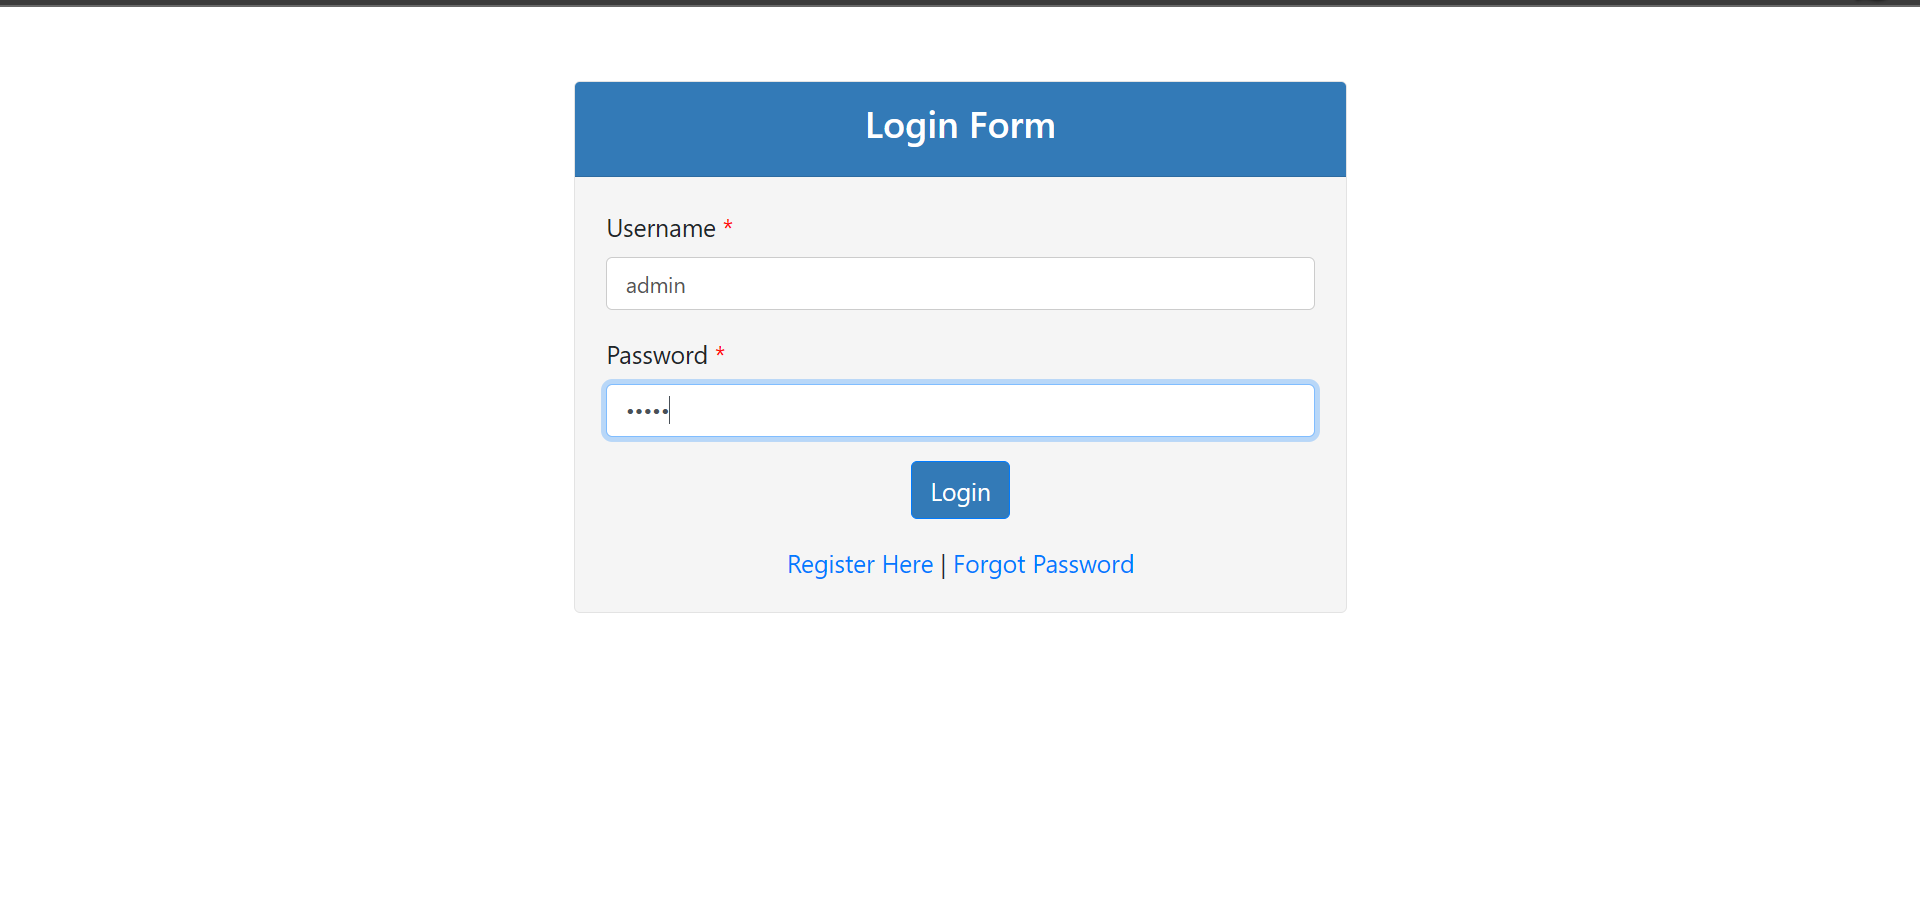 Login Form
Username *
admin
Password *
•••••
Login
Register Here | Forgot Password